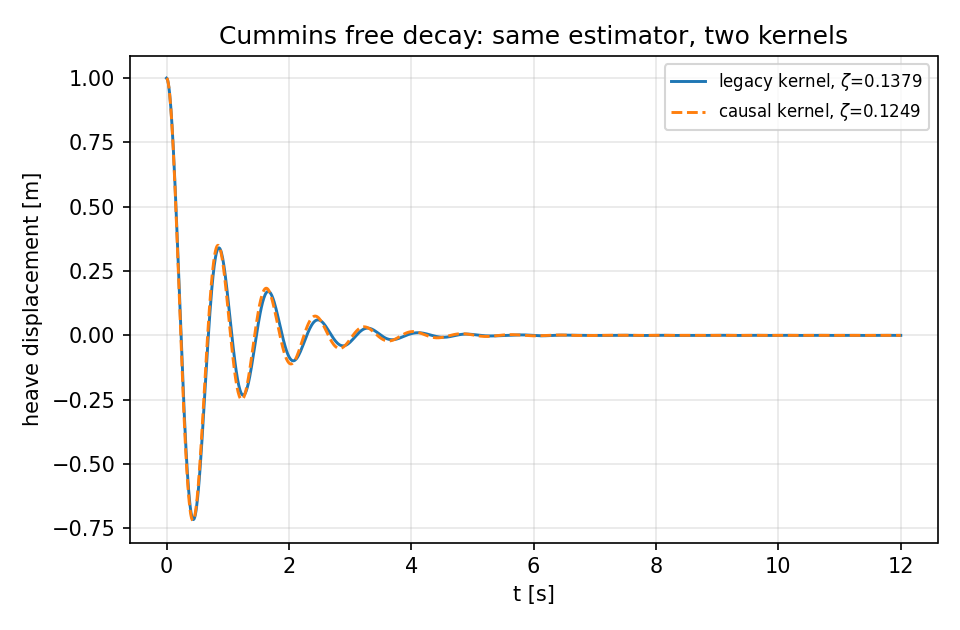 Cummins free decay: same estimator, two kernels
legacy kernel, ζ=0.1379
causal kernel, ζ=0.1249
heave displacement [m]
1.00
0.75
0.50
0.25
0.00
−0.25
−0.50
−0.75
0 2 4 6 8 10 12
t [s]